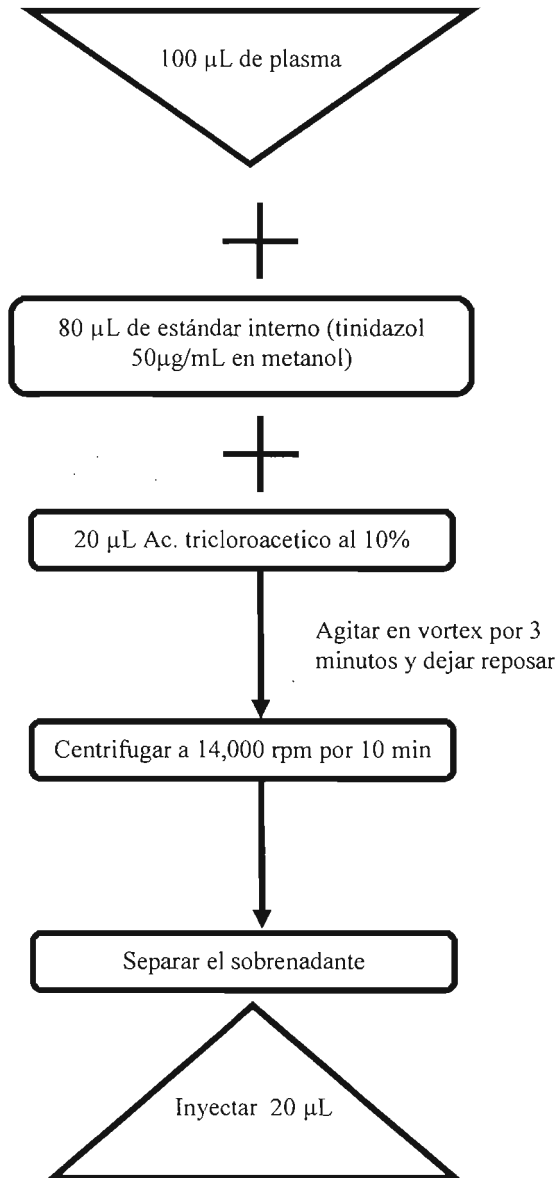 100 µL de plasma
80 µL de estándar interno (tinidazol
50µg/mL en metanol)
20 µL Ac. tricloroacetico al 10%
Agitar en vortex por 3
minutos y dejar reposar
Centrifugar a 14,000 rpm por 10 min
Separar el sobrenadante
Inyectar 20 µL